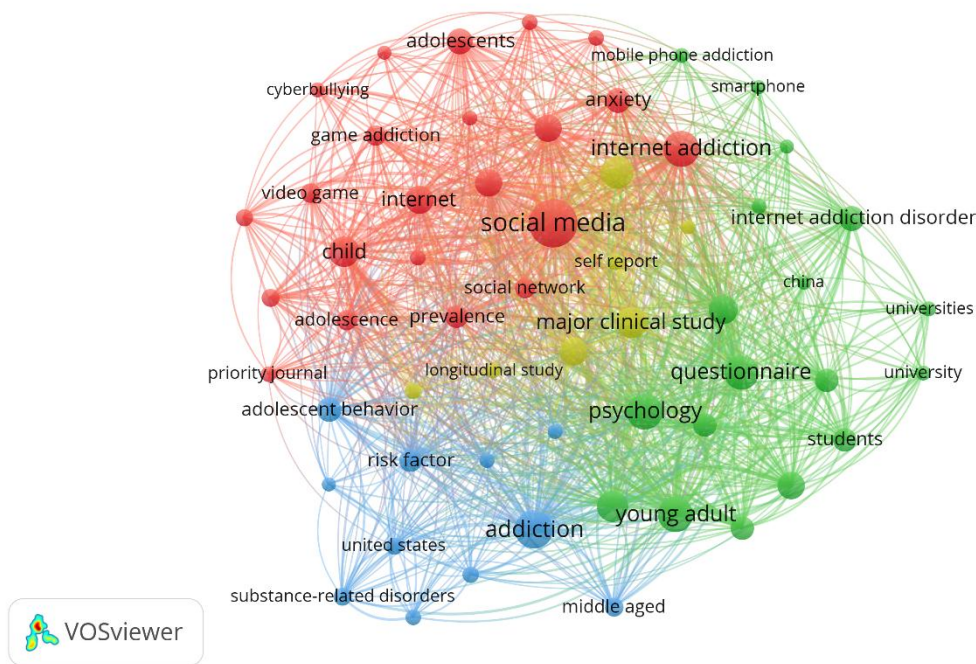 adolescents
mobile phone addiction
cyberbullying
smartphone
anxiety
game addiction
internet addiction
video game
internet
social media
internet addiction disorder
child
self report
china
social network
universities
adolescence
prevalence
major clinical study
priority journal
longitudinal study
questionnaire
university
adolescent behavior
psychology
students
risk factor
young adult
addiction
united states
substance-related disorders
middle aged
VOSviewer